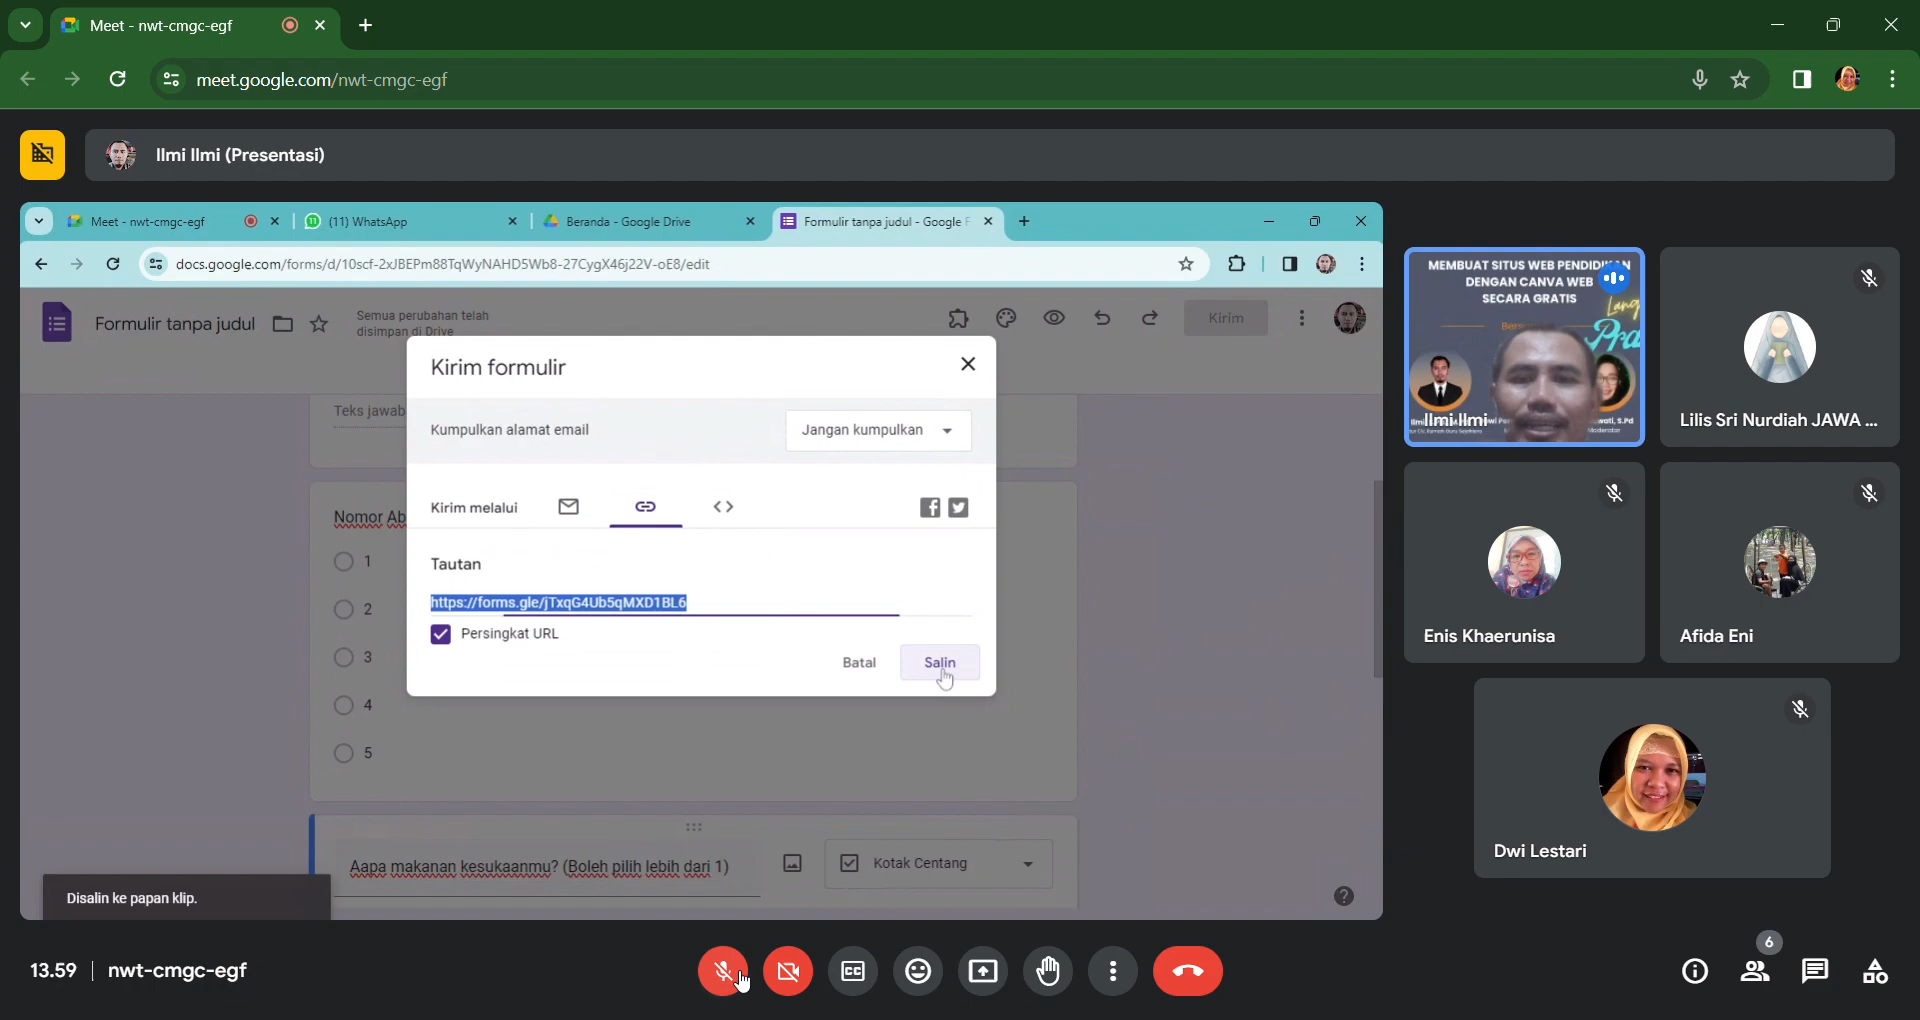 Meet - nwt-cmgc-egf
meet.google.com/nwt-cmgc-egf
Ilmi Ilmi (Presentasi)
Meet - nwt-cmgc-egf
(11) WhatsApp
Beranda - Google Drive
Formulir tanpa judul - Google F
docs.google.com/forms/d/10scf-2xJBEPm88TqWyNAHD5Wb8-27CygX46j22V-oE8/edit
Formulir tanpa judul
Semua perubahan telah
disimpan di Drive
Kirim
Kirim formulir
Teks jawab
Kumpulkan alamat email
Jangan kumpulkan
Kirim melalui
Nomor Ab
Tautan
https://forms.gle/jTxqG4Ub5qMXD1BL6
Persingkat URL
Batal
Salin
1
2
3
4
5
Aapa makanan kesukaanmu? (Boleh pilih lebih dari 1)
Kotak Centang
Disalin ke papan klip.
MEMBUAT SITUS WEB PENDIDIKAN
DENGAN CANVA WEB
SECARA GRATIS
Ilmi Ilmi
Moderator
Lilis Sri Nurdiah JAWA ...
Enis Khaerunisa
Afida Eni
Dwi Lestari
13.59
nwt-cmgc-egf
6